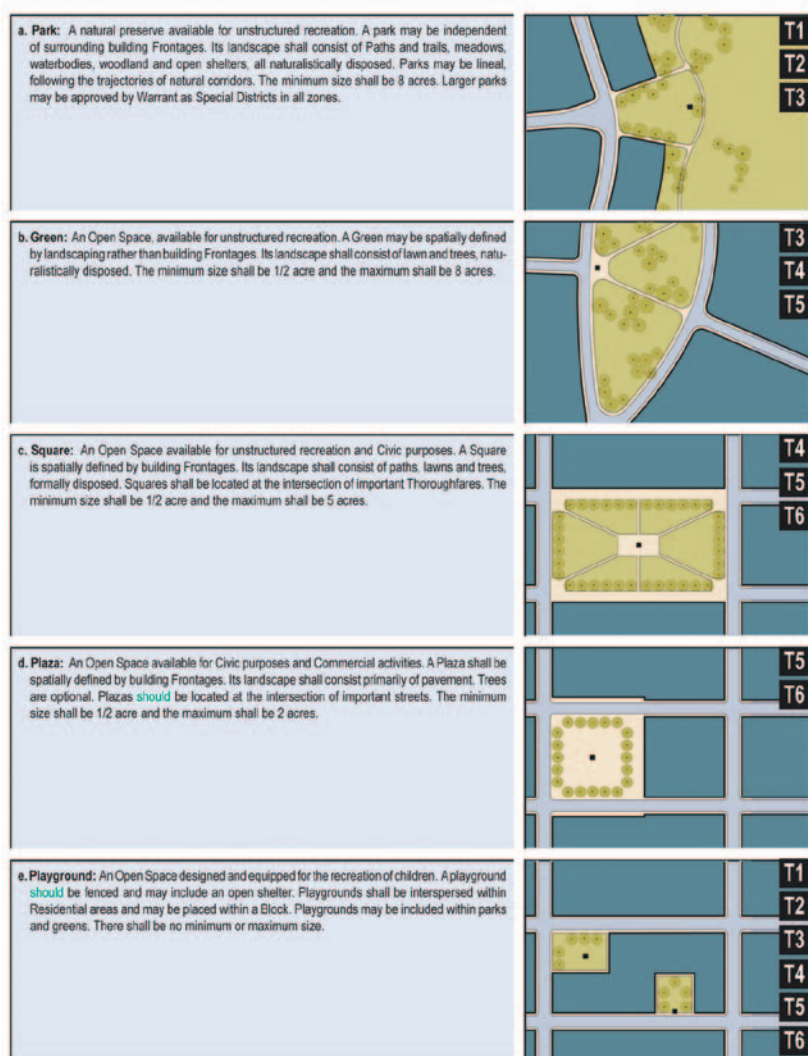 a. Park: A natural preserve available for unstructured recreation. A park may be independent
of surrounding building Frontages. Its landscape shall consist of Paths and trails, meadows,
waterbodies, woodland and open shelters, all naturalistically disposed. Parks may be lineal,
following the trajectories of natural corridors. The minimum size shall be 8 acres. Larger parks
may be approved by Warrant as Special Districts in all zones.
T1
T2
T3
b. Green: An Open Space, available for unstructured recreation. A Green may be spatially defined
by landscaping rather than building Frontages. Its landscape shall consist of lawn and trees, natu-
ralistically disposed. The minimum size shall be 1/2 acre and the maximum shall be 8 acres.
T3
T4
T5
c. Square: An Open Space available for unstructured recreation and Civic purposes. A Square
is spatially defined by building Frontages. Its landscape shall consist of paths, lawns and trees,
formally disposed. Squares shall be located at the intersection of important Thoroughfares. The
minimum size shall be 1/2 acre and the maximum shall be 5 acres.
T4
T5
T6
d. Plaza: An Open Space available for Civic purposes and Commercial activities. A Plaza shall be
spatially defined by building Frontages. Its landscape shall consist primarily of pavement. Trees
are optional. Plazas should be located at the intersection of important streets. The minimum
size shall be 1/2 acre and the maximum shall be 2 acres.
T5
T6
e. Playground: An Open Space designed and equipped for the recreation of children. A playground
should be fenced and may include an open shelter. Playgrounds shall be interspersed within
Residential areas and may be placed within a Block. Playgrounds may be included within parks
and greens. There shall be no minimum or maximum size.
T1
T2
T3
T4
T5
T6